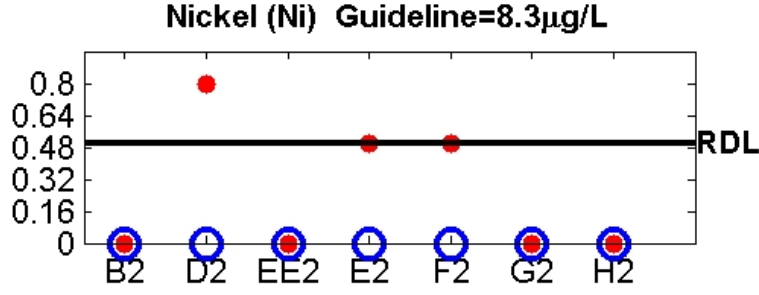 Nickel (Ni) Guideline=8.3μg/L
0.8
0.64
0.48
RDL
0.32
0.16
0
B2 D2 EE2 E2 F2 G2 H2